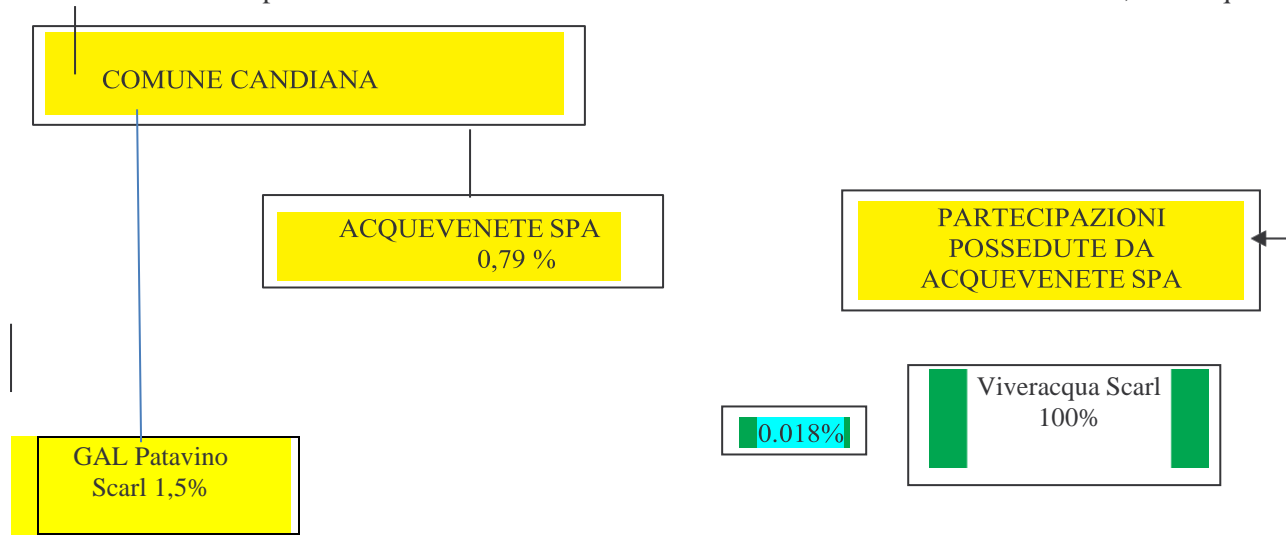 COMUNE CANDIANA
ACQUEVENETE SPA
0,79 %
PARTECIPAZIONI
POSSEDUTE DA
ACQUEVENETE SPA
Viveracqua Scarl
100%
0.018%
GAL Patavino
Scarl 1,5%